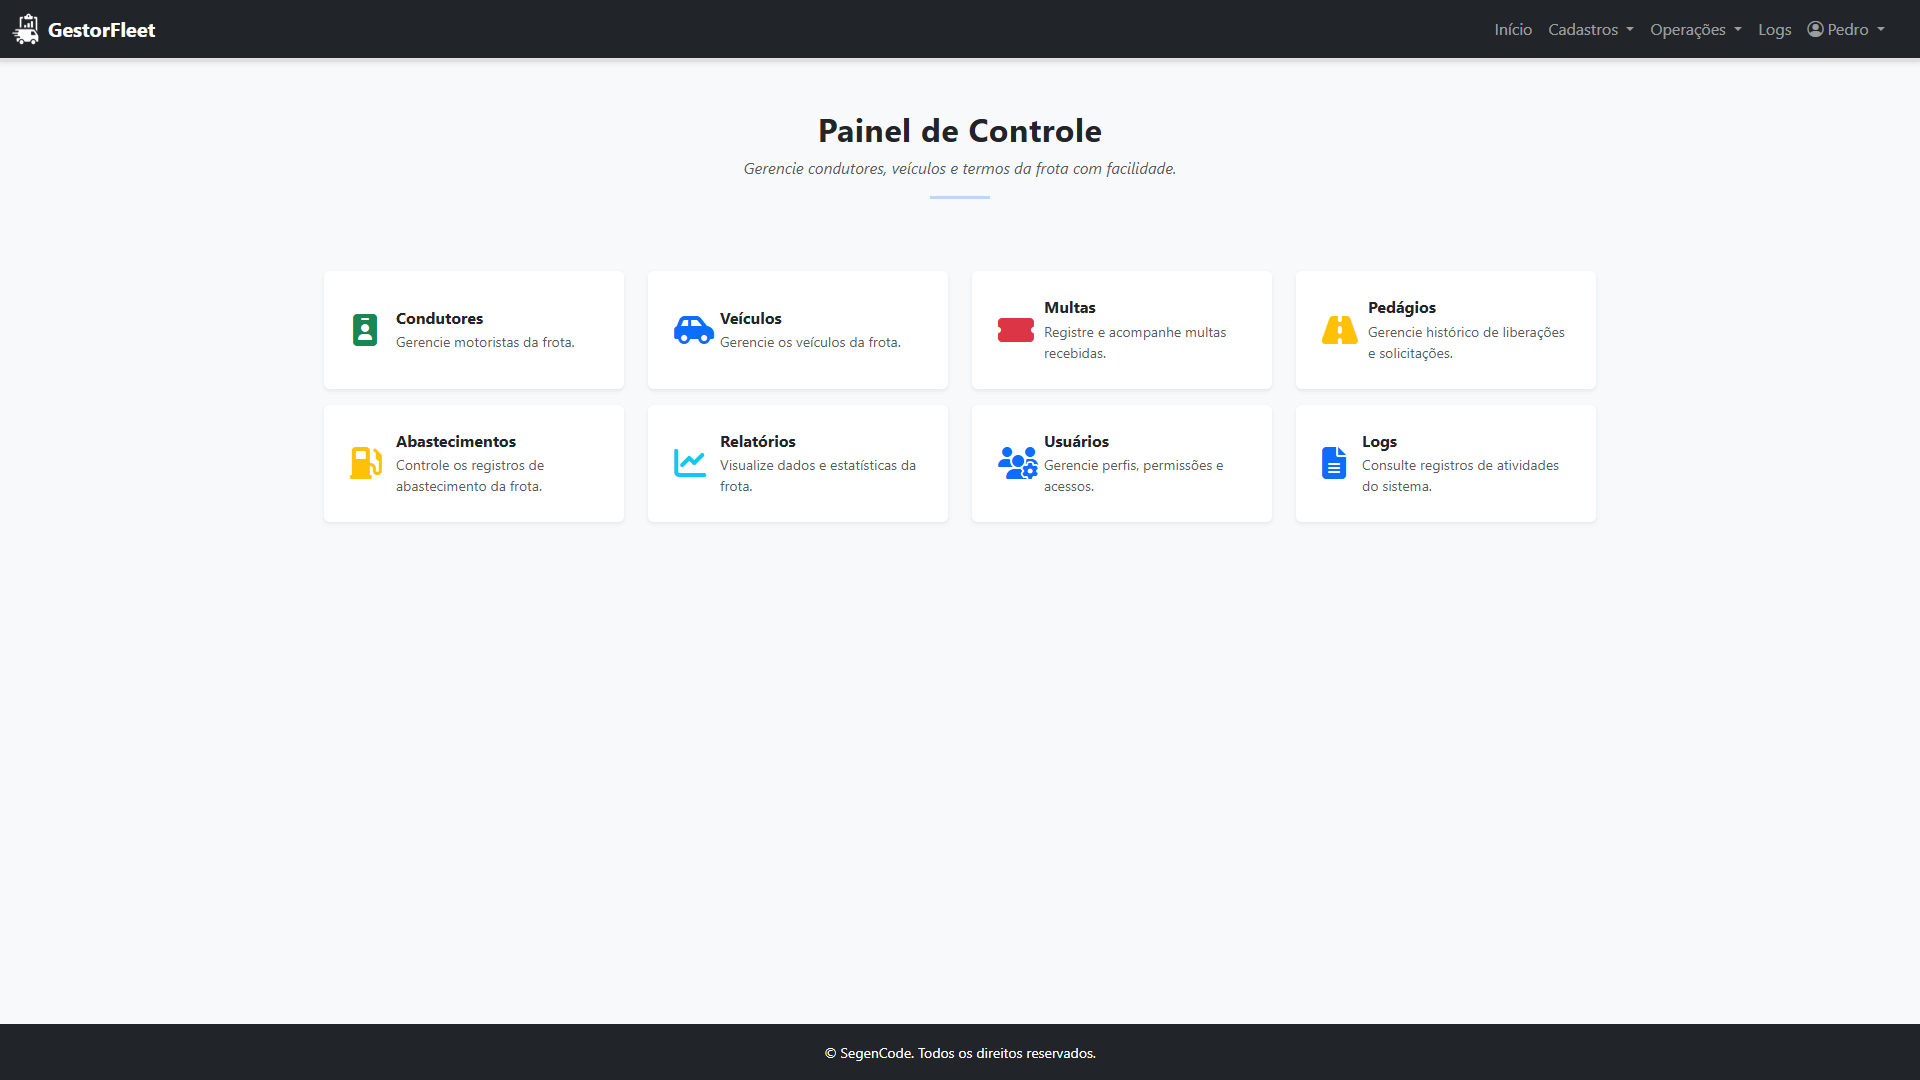 GestorFleet
Início
Cadastros
Operações
Logs
Pedro
Painel de Controle
Gerencie condutores, veículos e termos da frota com facilidade.
Condutores
Gerencie motoristas da frota.
Veículos
Gerencie os veículos da frota.
Multas
Registre e acompanhe multas
recebidas.
Pedágios
Gerencie histórico de liberações
e solicitações.
Abastecimentos
Controle os registros de
abastecimento da frota.
Relatórios
Visualize dados e estatísticas da
frota.
Usuários
Gerencie perfis, permissões e
acessos.
Logs
Consulte registros de atividades
do sistema.
© SegenCode. Todos os direitos reservados.